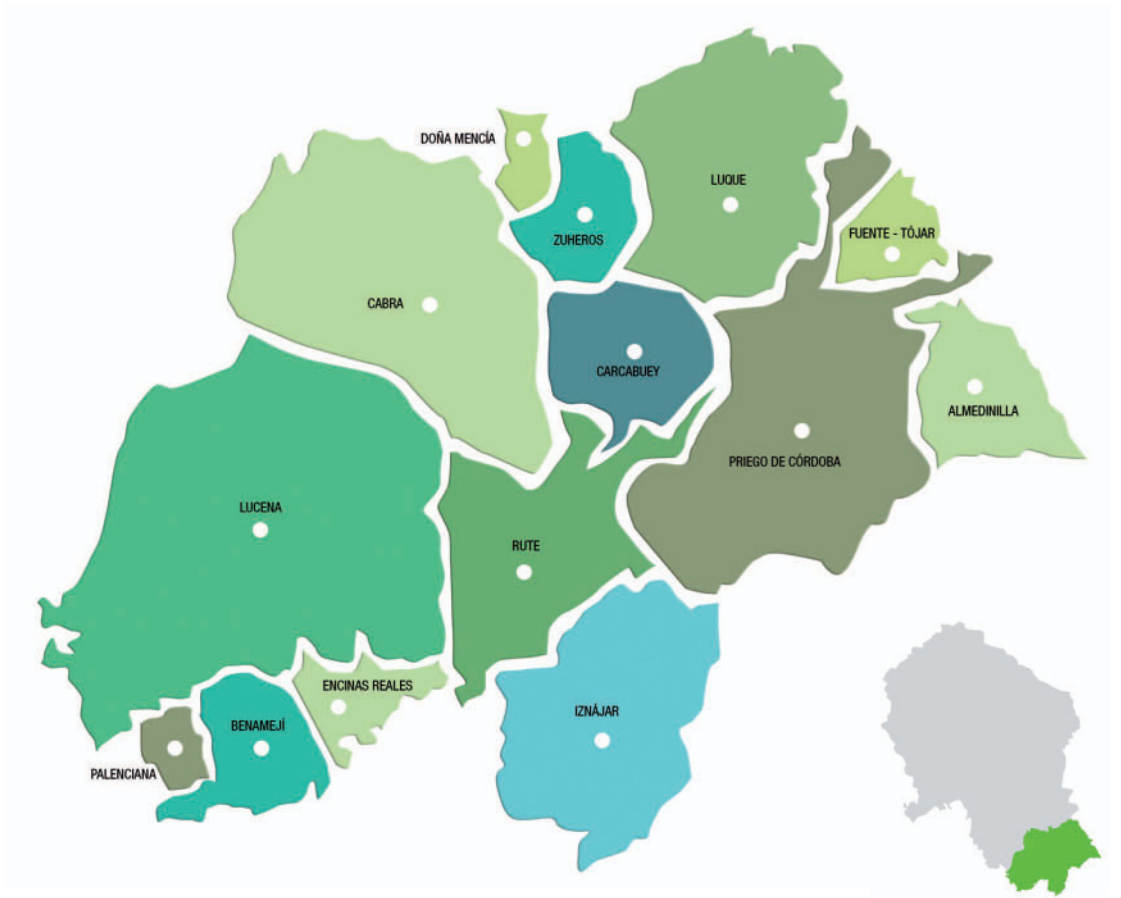 DOÑA MENCÍA
LUQUE
FUENTE - TÓJAR
ZUHEROS
CABRA
CARCABUEY
ALMEDINILLA
PRIEGO DE CÓRDOBA
LUCENA
RUTE
ENCINAS REALES
IZNÁJAR
BENAMEJÍ
PALENCIANA